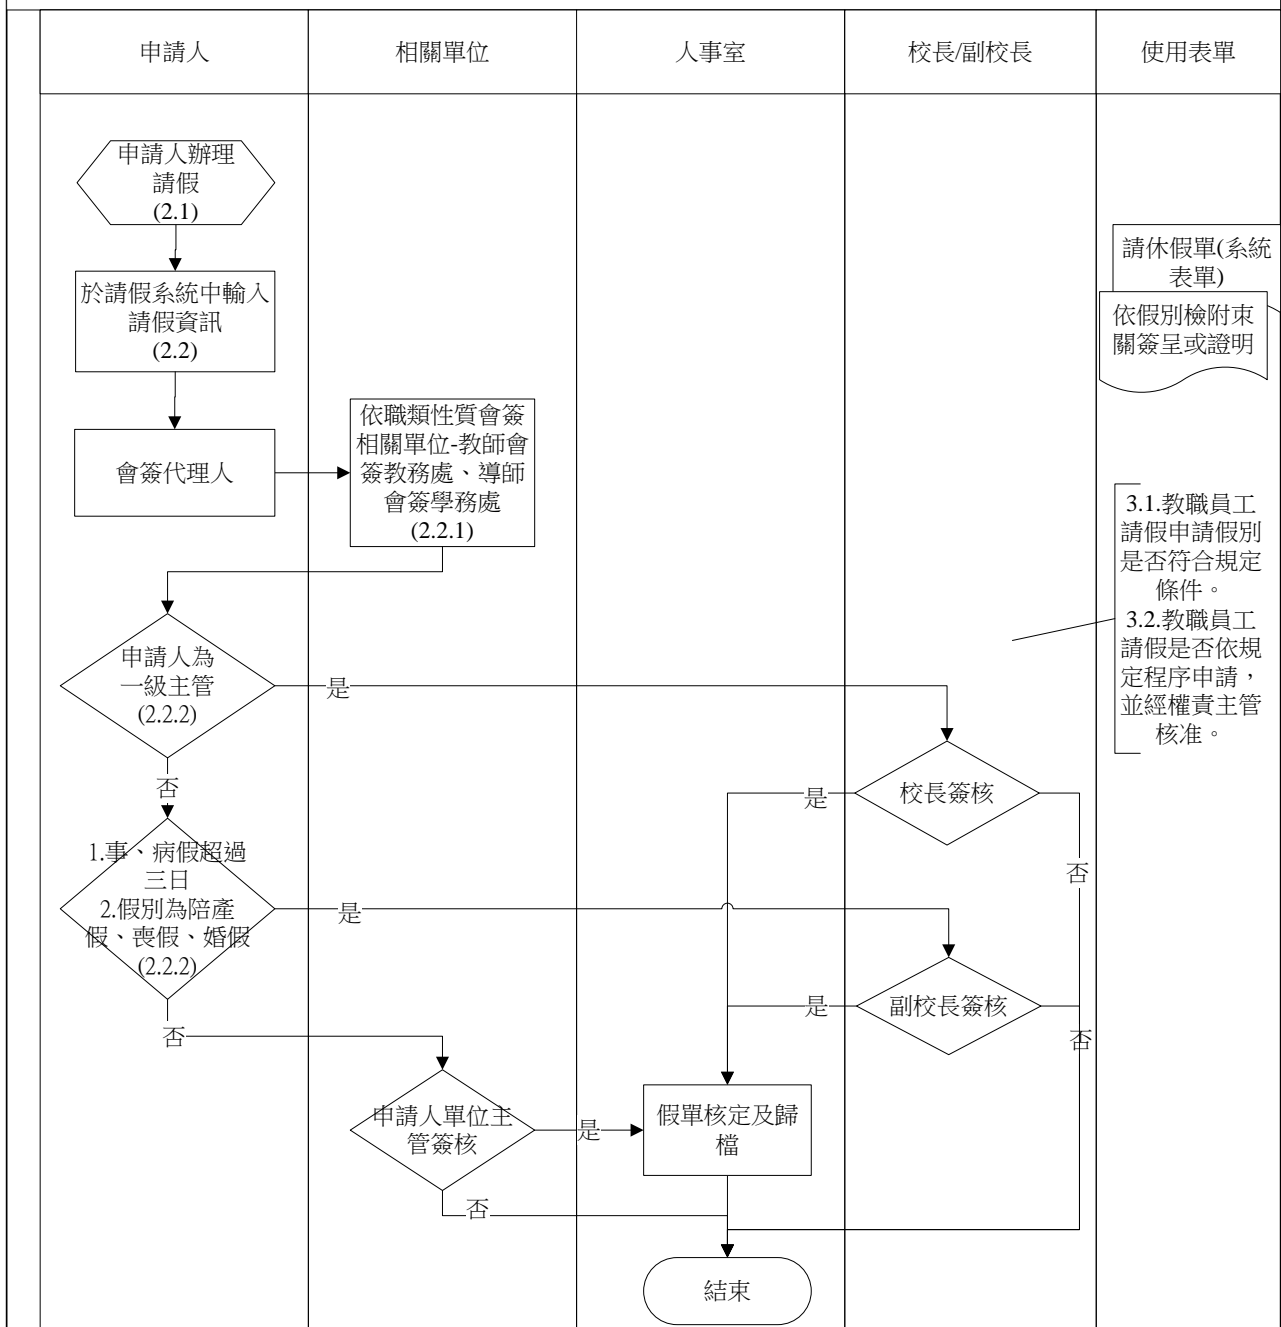 申請人
相關單位
人事室
校長/副校長
使用表單
申請人辦理
請假
(2.1)
於請假系統中輸入
請假資訊
(2.2)
會簽代理人
依職類性質會簽
相關單位-教師會
簽教務處、導師
會簽學務處
(2.2.1)
請休假單(系統
表單)
依假別檢附束
關簽呈或證明
3.1.教職員工
請假申請假別
是否符合規定
條件。
3.2.教職員工
請假是否依規
定程序申請，
並經權責主管
核准。
申請人為
一級主管
(2.2.2)
是
否
校長簽核
是
否
1.事、病假超過
三日
2.假別為陪產
假、喪假、婚假
(2.2.2)
是
否
副校長簽核
是
否
申請人單位主
管簽核
是
否
假單核定及歸
檔
結束